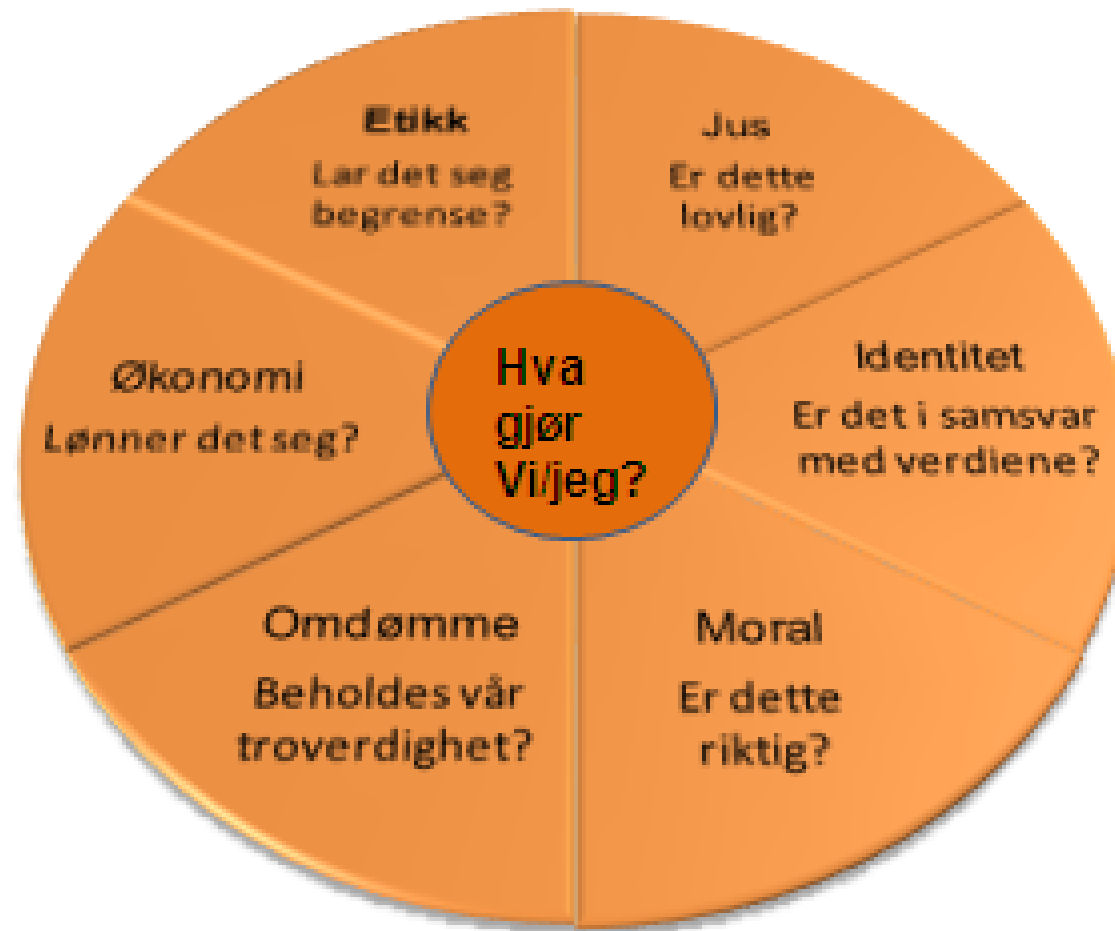 Etikk
Lar det seg
begrense?
Jus
Er dette
lovlig?
Identitet
Er det i samsvar
med verdiene?
Moral
Er dette
riktig?
Omdømme
Beholdes vår
troverdighet?
Økonomi
Lønner det seg?
Hva
gjør
Vi/jeg?